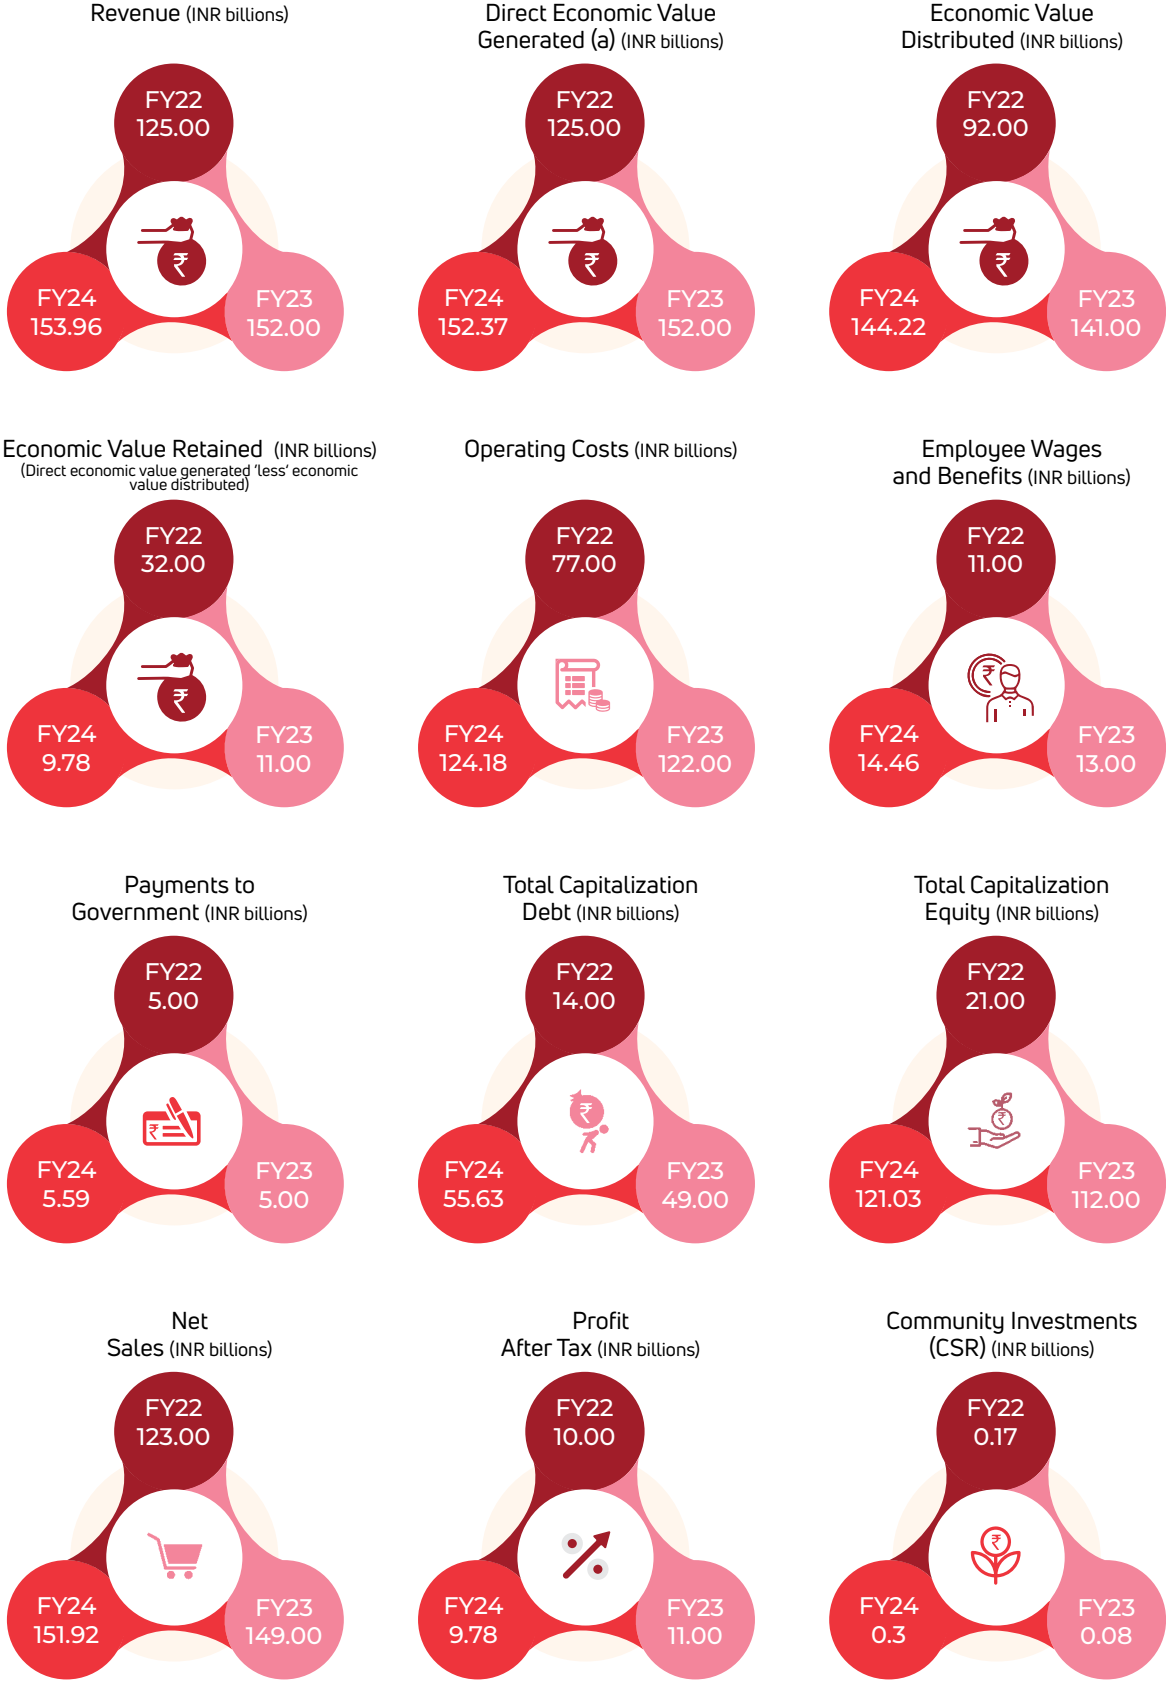 Revenue (INR billions)
FY22
125.00
FY24
153.96
FY23
152.00
₹
Direct Economic Value
Generated (a) (INR billions)
FY22
125.00
FY24
152.37
FY23
152.00
₹
Economic Value
Distributed (INR billions)
FY22
92.00
FY24
144.22
FY23
141.00
₹
Economic Value Retained (INR billions)
(Direct economic value generated ‘less‘ economic
value distributed)
FY22
32.00
FY24
9.78
FY23
11.00
₹
Operating Costs (INR billions)
FY22
77.00
FY24
124.18
FY23
122.00
Employee Wages
and Benefits (INR billions)
FY22
11.00
FY24
14.46
FY23
13.00
₹
Payments to
Government (INR billions)
FY22
5.00
FY24
5.59
FY23
5.00
₹
Total Capitalization
Debt (INR billions)
FY22
14.00
FY24
55.63
FY23
49.00
₹
Total Capitalization
Equity (INR billions)
FY22
21.00
FY24
121.03
FY23
112.00
₹
Net
Sales (INR billions)
FY22
123.00
FY24
151.92
FY23
149.00
Profit
After Tax (INR billions)
FY22
10.00
FY24
9.78
FY23
11.00
Community Investments
(CSR) (INR billions)
FY22
0.17
FY24
0.3
FY23
0.08
₹